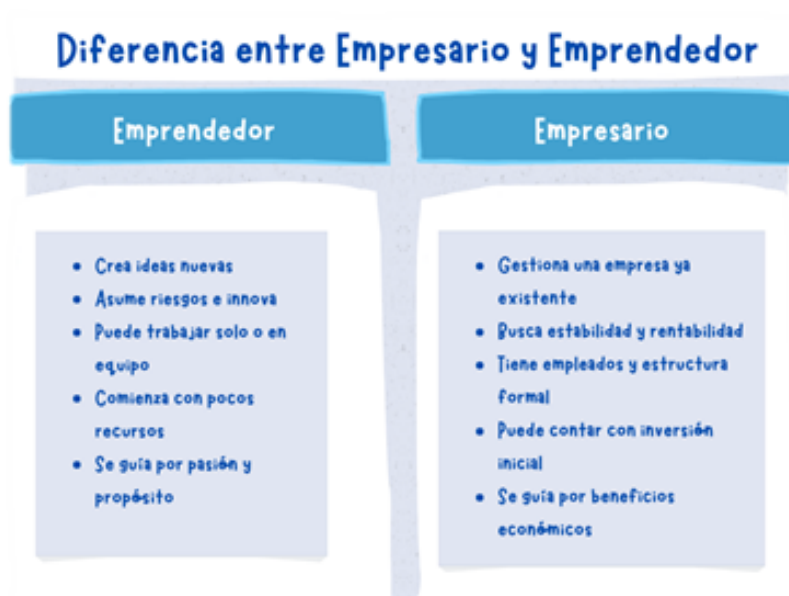 Diferencia entre Empresario y Emprendedor
Emprendedor
• Crea ideas nuevas
• Asume riesgos e innova
• Puede trabajar solo o en
equipo
• Comienza con pocos
recursos
• Se guía por pasión y
propósito
Empresario
• Gestiona una empresa ya
existente
• Busca estabilidad y rentabilidad
• Tiene empleados y estructura
formal
• Puede contar con inversión
inicial
• Se guía por beneficios
económicos